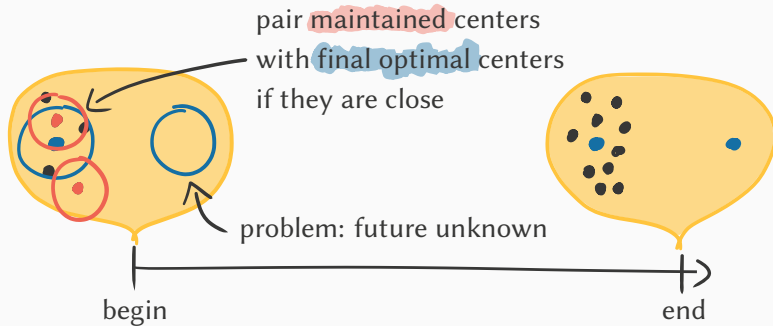 pair maintained centers
with final optimal centers
if they are close
problem: future unknown
begin
end